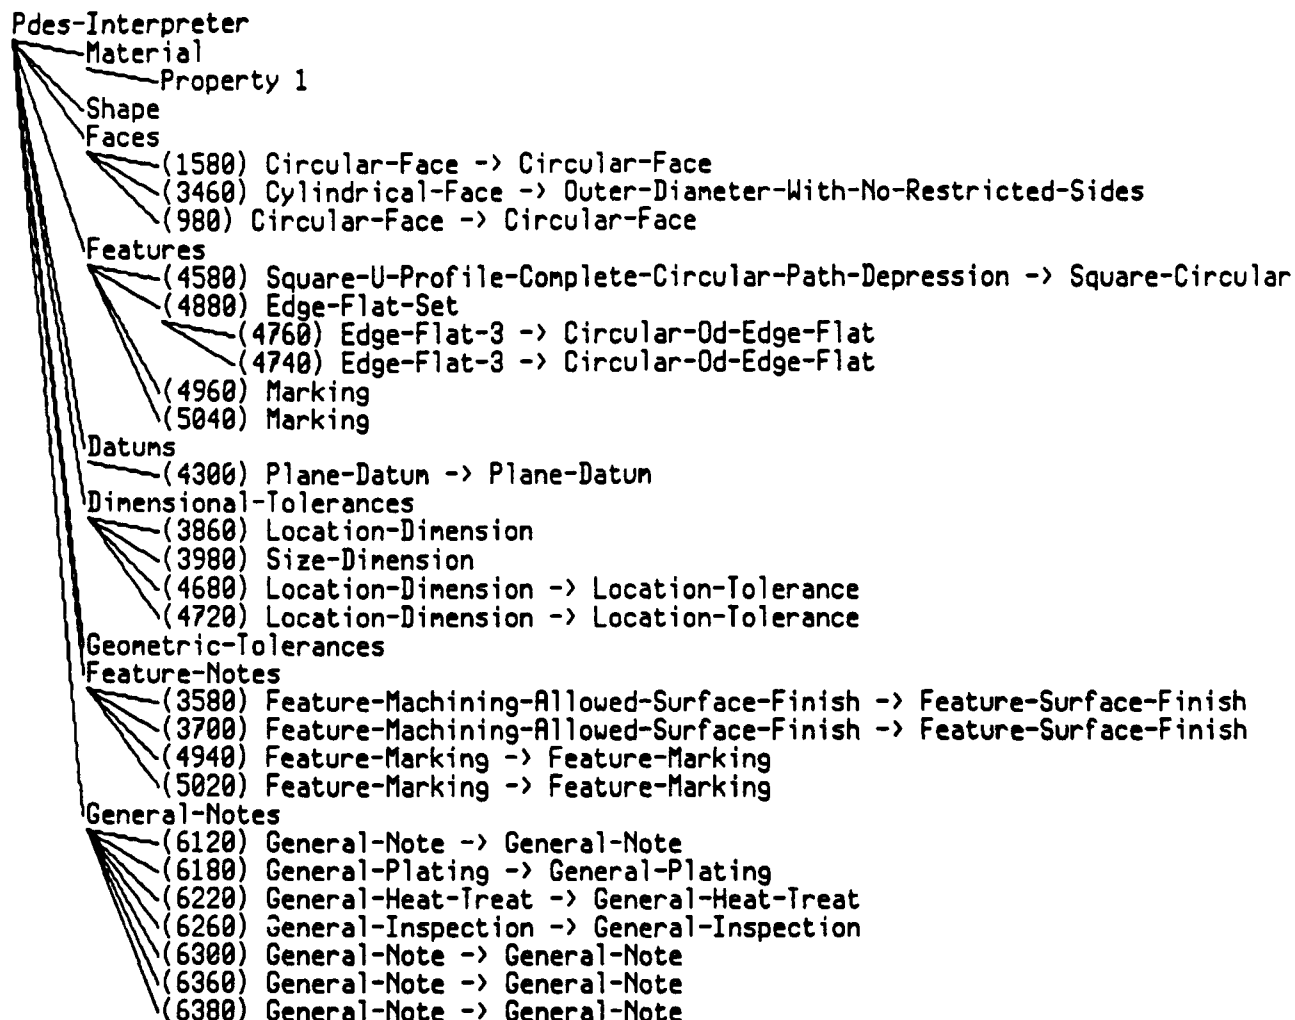 Pdes-Interpreter
Material
Property 1
Shape
Faces
(1580) Circular-Face -> Circular-Face
(3460) Cylindrical-Face -> Outer-Diameter-With-No-Restricted-Sides
(980) Circular-Face -> Circular-Face
Features
(4580) Square-U-Profile-Complete-Circular-Path-Depression -> Square-Circular
(4880) Edge-Flat-Set
(4760) Edge-Flat-3 -> Circular-Od-Edge-Flat
(4740) Edge-Flat-3 -> Circular-Od-Edge-Flat
(4960) Marking
(5040) Marking
Datums
(4300) Plane-Datum -> Plane-Datum
Dimensional-Tolerances
(3860) Location-Dimension
(3980) Size-Dimension
(4680) Location-Dimension -> Location-Tolerance
(4720) Location-Dimension -> Location-Tolerance
Geometric-Tolerances
Feature-Notes
(3580) Feature-Machining-Allowed-Surface-Finish -> Feature-Surface-Finish
(3700) Feature-Machining-Allowed-Surface-Finish -> Feature-Surface-Finish
(4940) Feature-Marking -> Feature-Marking
(5020) Feature-Marking -> Feature-Marking
General-Notes
(6120) General-Note -> General-Note
(6180) General-Plating -> General-Plating
(6220) General-Heat-Treat -> General-Heat-Treat
(6260) General-Inspection -> General-Inspection
(6300) General-Note -> General-Note
(6360) General-Note -> General-Note
(6380) General-Note -> General-Note